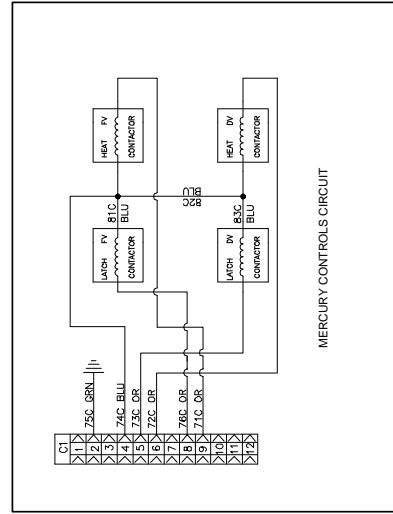 C1
1
2
3
4
5
6
7
8
9
10
11
12
75C GRN
74C BLU
73C OR
72C OR
76C OR
71C OR
LATCH FV
CONTACTOR
HEAT FV
CONTACTOR
81C
BLU
82C
BLU
83C
BLU
LATCH DV
CONTACTOR
HEAT DV
CONTACTOR
MERCURY CONTROLS CIRCUIT